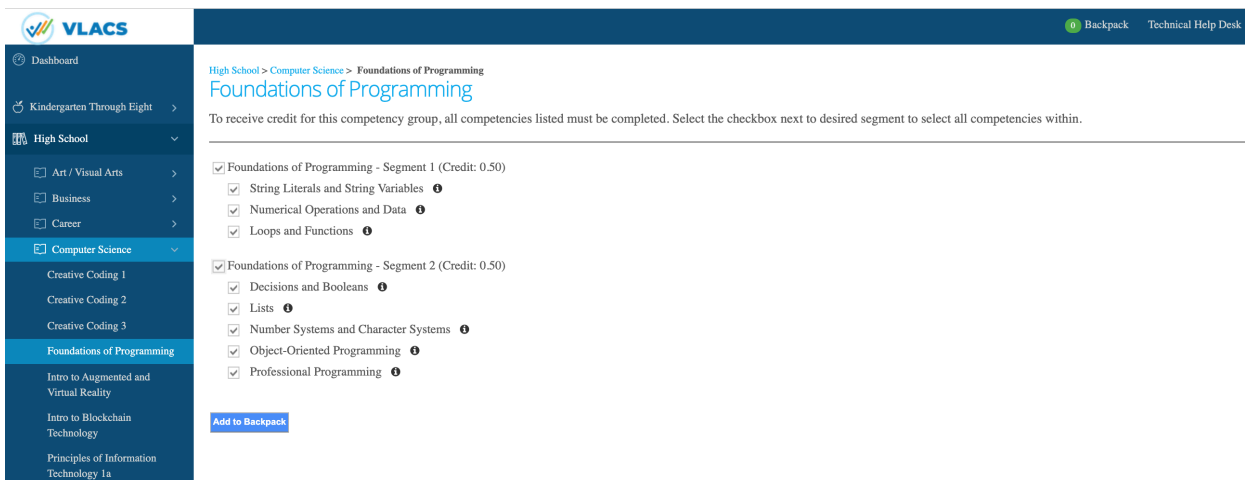 VLACS
0 Backpack Technical Help Desk
Dashboard
Kindergarten Through Eight
High School
Art / Visual Arts
Business
Career
Computer Science
Creative Coding 1
Creative Coding 2
Creative Coding 3
Foundations of Programming
Intro to Augmented and
Virtual Reality
Intro to Blockchain
Technology
Principles of Information
Technology 1a
High School > Computer Science > Foundations of Programming
Foundations of Programming
To receive credit for this competency group, all competencies listed must be completed. Select the checkbox next to desired segment to select all competencies within.
Foundations of Programming - Segment 1 (Credit: 0.50)
String Literals and String Variables
Numerical Operations and Data
Loops and Functions
Foundations of Programming - Segment 2 (Credit: 0.50)
Decisions and Booleans
Lists
Number Systems and Character Systems
Object-Oriented Programming
Professional Programming
Add to Backpack